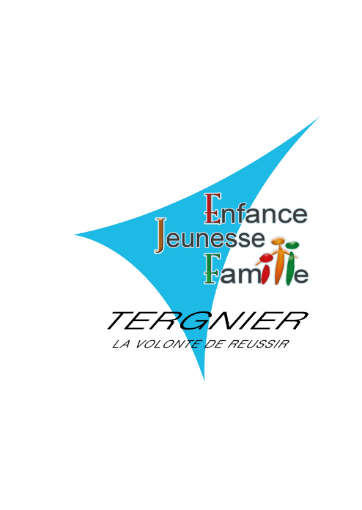 Enfance
Jeunesse
Famille
TERGNIER
LA VOLONTE DE REUSSIR